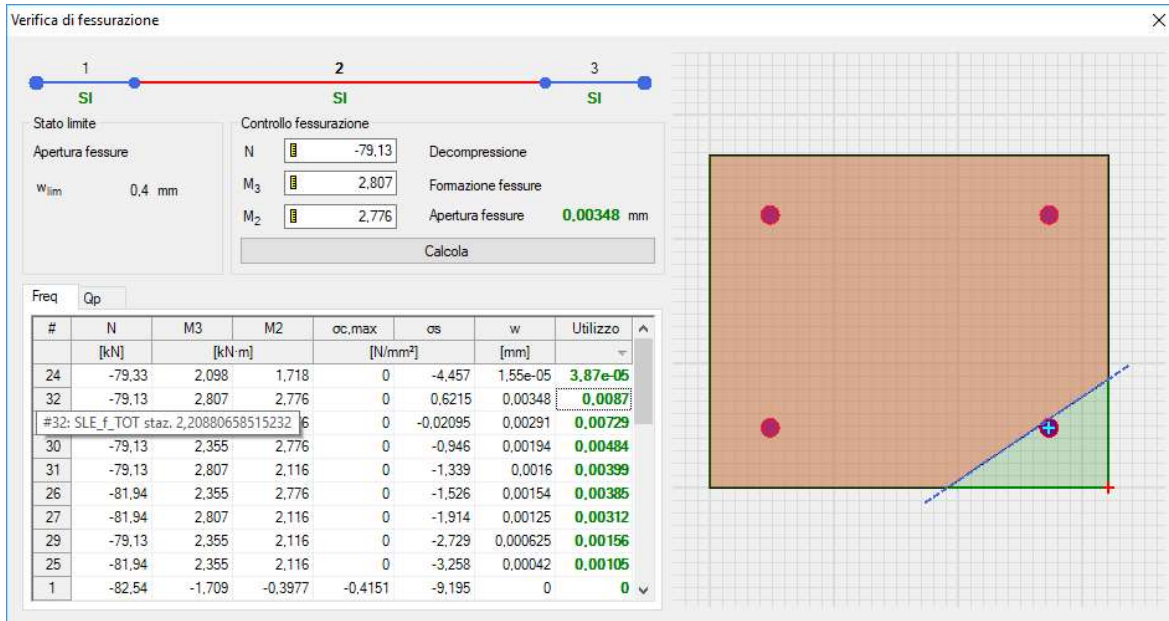 Verifica di fessurazione
1 2 3
SI SI SI
Stato limite
Apertura fessure
wlim 0,4 mm
Controllo fessurazione
N -79,13 Decompressione
M3 2,807 Formazione fessure
M2 2,776 Apertura fessure 0,00348 mm
Calcola
Freq Qp
# N M3 M2 σc,max σs w Utilizzo
[kN] [kN·m] [N/mm²] [mm]
24 -79,33 2,098 1,718 0 -4,457 1,55e-05 3,87e-05
32 -79,13 2,807 2,776 0 0,6215 0,00348 0,0087
#32: SLE_f_TOT staz. 2,20880658515232 6 0 -0,02095 0,00291 0,00729
30 -79,13 2,355 2,776 0 -0,946 0,00194 0,00484
31 -79,13 2,807 2,116 0 -1,339 0,0016 0,00399
26 -81,94 2,355 2,776 0 -1,526 0,00154 0,00385
27 -81,94 2,807 2,116 0 -1,914 0,00125 0,00312
29 -79,13 2,355 2,116 0 -2,729 0,000625 0,00156
25 -81,94 2,355 2,116 0 -3,258 0,00042 0,00105
1 -82,54 -1,709 -0,3977 -0,4151 -9,195 0 0